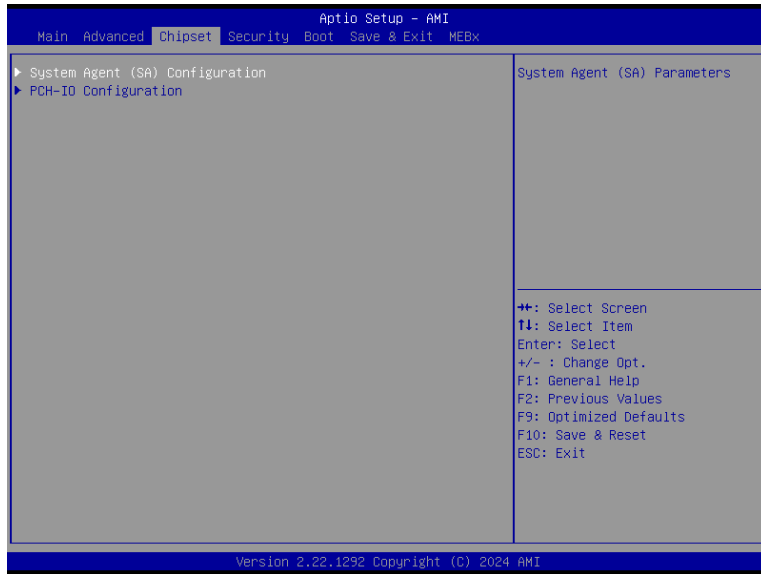 Aptio Setup – AMI
Main Advanced Chipset Security Boot Save & Exit MEBx
▶ System Agent (SA) Configuration
▶ PCH-IO Configuration
System Agent (SA) Parameters
→←: Select Screen
↑↓: Select Item
Enter: Select
+/- : Change Opt.
F1: General Help
F2: Previous Values
F9: Optimized Defaults
F10: Save & Reset
ESC: Exit
Version 2.22.1292 Copyright (C) 2024 AMI